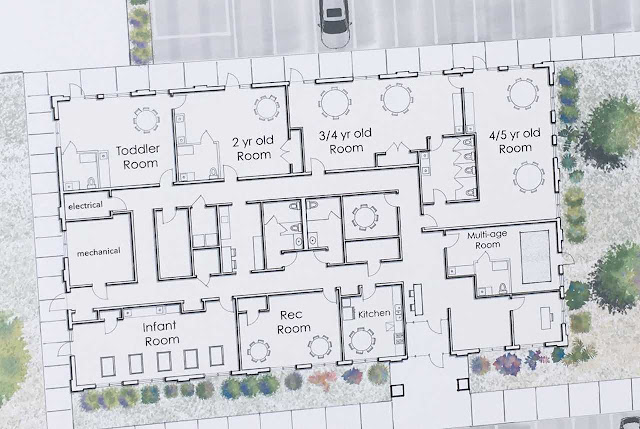 Toddler
Room
2 yr old
Room
3/4 yr old
Room
4/5 yr old
Room
electrical
mechanical
Multi-age
Room
Infant
Room
Rec
Room
Kitchen